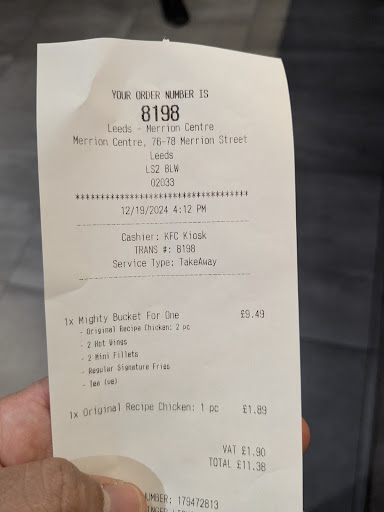 YOUR ORDER NUMBER IS
8198
Leeds - Merrion Centre
Merrion Centre, 76-78 Merrion Street
Leeds
LS2 8LW
02033
************************************
12/19/2024 4:12 PM
Cashier: KFC Kiosk
TRANS #: 8198
Service Type: TakeAway
1x Mighty Bucket For One £9.49
- Original Recipe Chicken: 2 pc
- 2 Hot Wings
- 2 Mini Fillets
- Regular Signature Fries
- Tea (ve)
1x Original Recipe Chicken: 1 pc £1.89
VAT £1.90
TOTAL £11.38
UMBER: 179472813